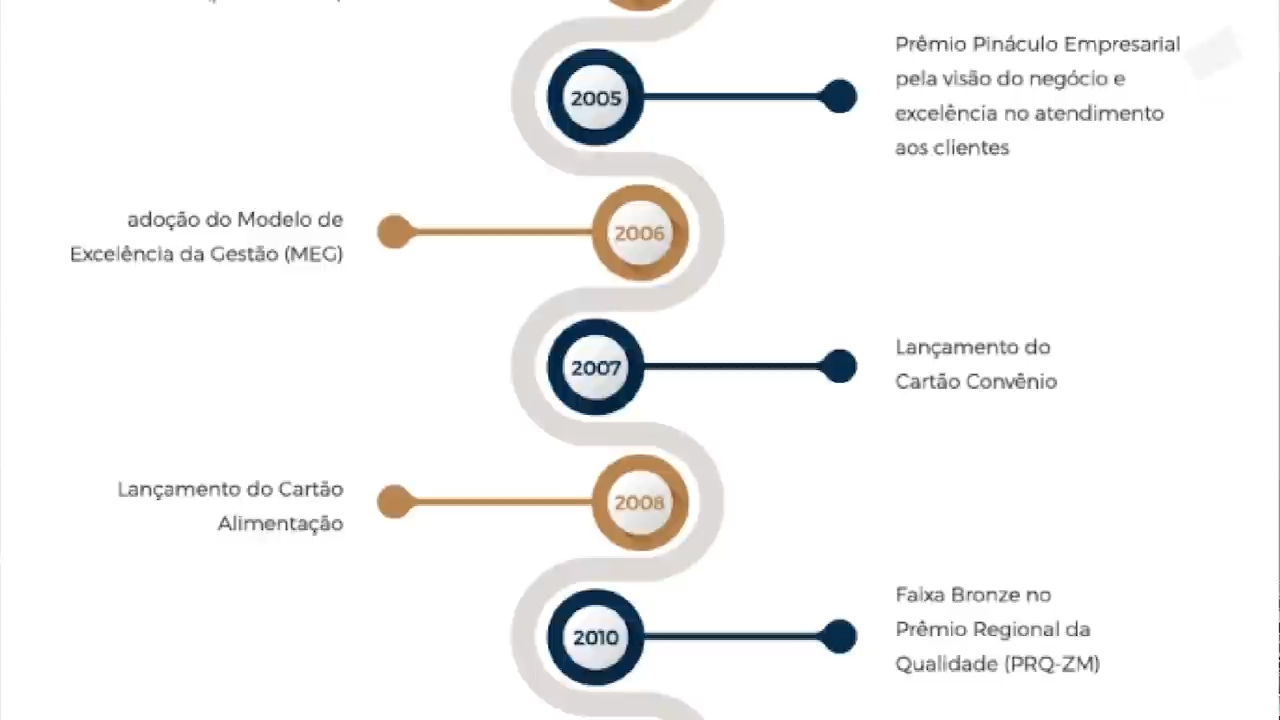 2005
Prêmio Pináculo Empresarial
pela visão do negócio e
excelência no atendimento
aos clientes
adoção do Modelo de
Excelência da Gestão (MEG)
2006
2007
Lançamento do
Cartão Convênio
Lançamento do Cartão
Alimentação
2008
2010
Faixa Bronze no
Prêmio Regional da
Qualidade (PRQ-ZM)